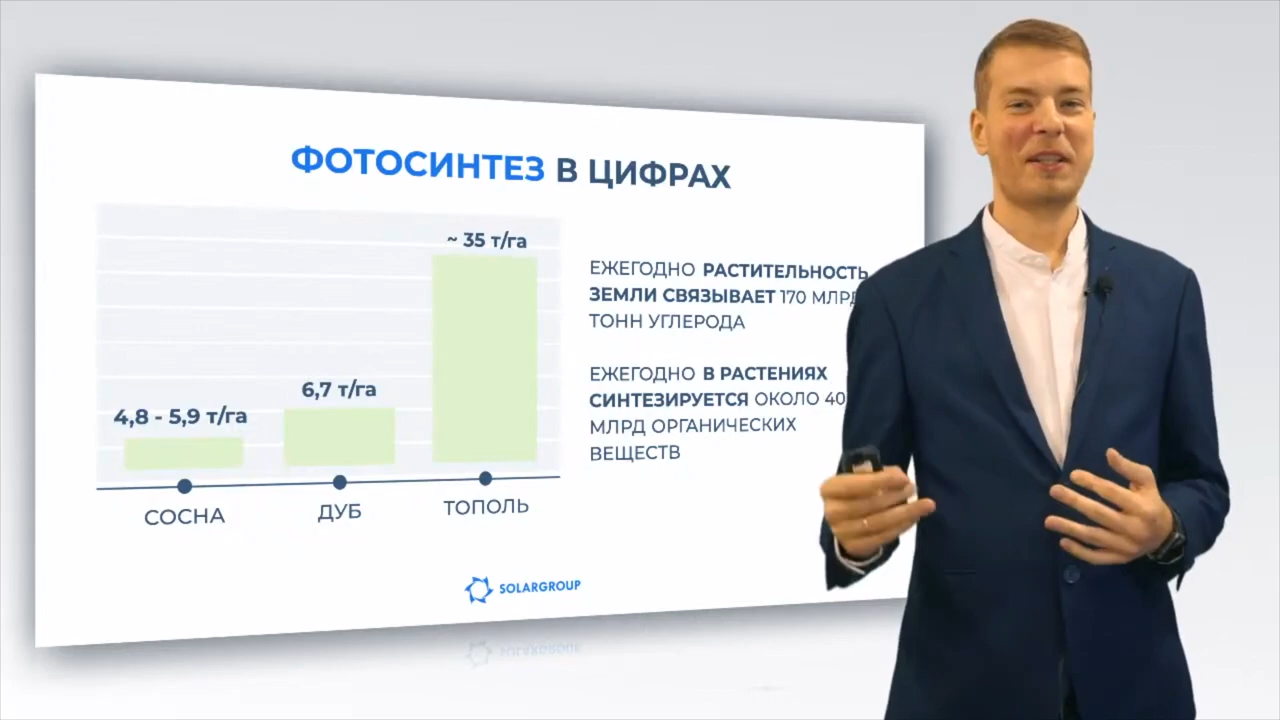 ФОТОСИНТЕЗ В ЦИФРАХ
~ 35 т/га
6,7 т/га
4,8 - 5,9 т/га
СОСНА
ДУБ
ТОПОЛЬ
ЕЖЕГОДНО РАСТИТЕЛЬНОСТЬ
ЗЕМЛИ СВЯЗЫВАЕТ 170 МЛРД
ТОНН УГЛЕРОДА
ЕЖЕГОДНО В РАСТЕНИЯХ
СИНТЕЗИРУЕТСЯ ОКОЛО
МЛРД ОРГАНИЧЕСКИХ
ВЕЩЕСТВ
SOLARGROUP